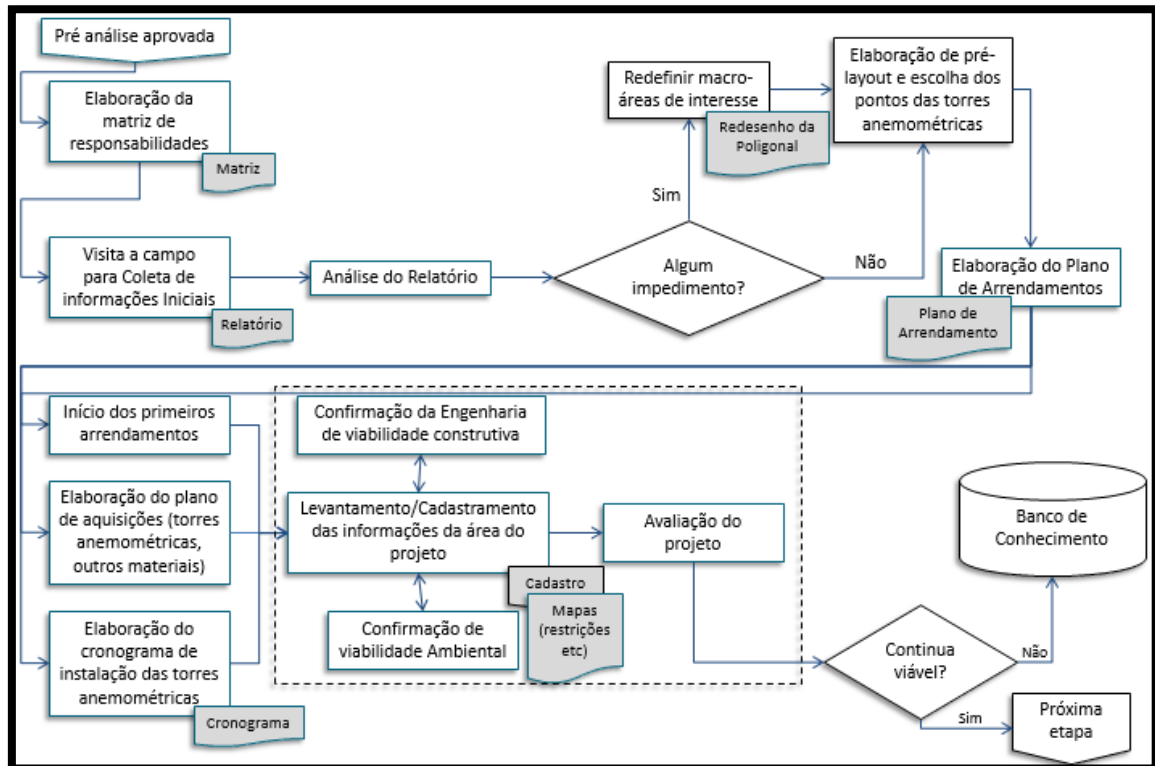 Pré análise aprovada
Elaboração da
matriz de
responsabilidades
Matriz
Visita a campo
para Coleta de
informações Iniciais
Relatório
Análise do Relatório
Algum
impedimento?
Sim
Não
Redefinir macro-
áreas de interesse
Redesenho da
Poligonal
Elaboração de pré-
layout e escolha dos
pontos das torres
anemométricas
Elaboração do Plano
de Arrendamentos
Plano de
Arrendamento
Início dos primeiros
arrendamentos
Elaboração do plano
de aquisições (torres
anemométricas,
outros materiais)
Elaboração do
cronograma de
instalação das torres
anemométricas
Cronograma
Confirmação da Engenharia
de viabilidade construtiva
Levantamento/Cadastramento
das informações da área do
projeto
Cadastro
Mapas
(restrições
etc)
Confirmação de
viabilidade Ambiental
Avaliação do
projeto
Continua
viável?
Não
Banco de
Conhecimento
Sim
Próxima
etapa